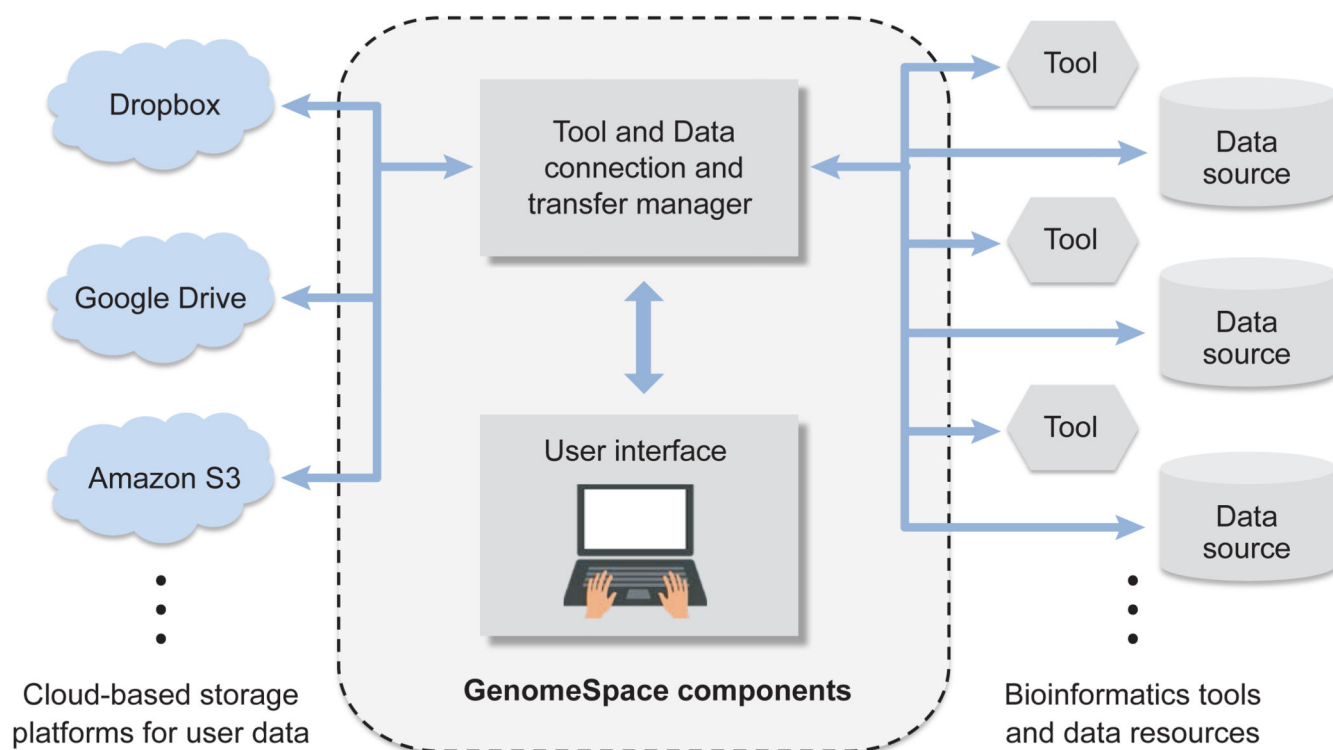 Dropbox
Google Drive
Amazon S3
Cloud-based storage
platforms for user data
Tool and Data
connection and
transfer manager
User interface
GenomeSpace components
Tool
Data
source
Tool
Data
source
Tool
Data
source
Bioinformatics tools
and data resources